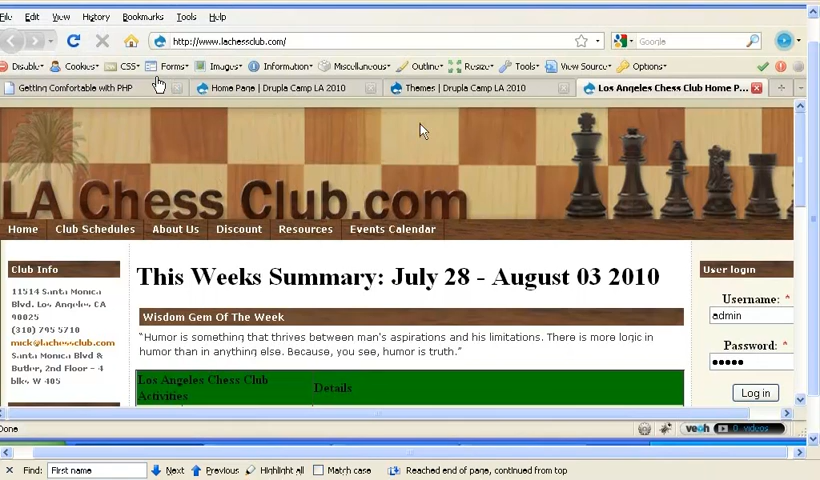 File Edit View History Bookmarks Tools Help
http://www.lachessclub.com/ Google
Disable Cookies CSS Forms Images Information Miscellaneous Outline Resize Tools View Source Options
Getting Comfortable with PHP Home Page | Drupla Camp LA 2010 Themes | Drupla Camp LA 2010 Los Angeles Chess Club Home P...
LA Chess Club.com
Home Club Schedules About Us Discount Resources Events Calendar
Club Info
11514 Santa Monica
Blvd. Los Angeles CA
90025
(310) 795 5710
mick@lachessclub.com
Santa Monica Blvd &
Butler, 2nd Floor - 4
blks W 405
This Weeks Summary: July 28 - August 03 2010
Wisdom Gem Of The Week
"Humor is something that thrives between man's aspirations and his limitations. There is more logic in
humor than in anything else. Because, you see, humor is truth."
Los Angeles Chess Club
Activities
Details
User login
Username: *
admin
Password: *
Log in
Done
veoh 0 videos
Find: First name Next Previous Highlight all Match case Reached end of page, continued from top